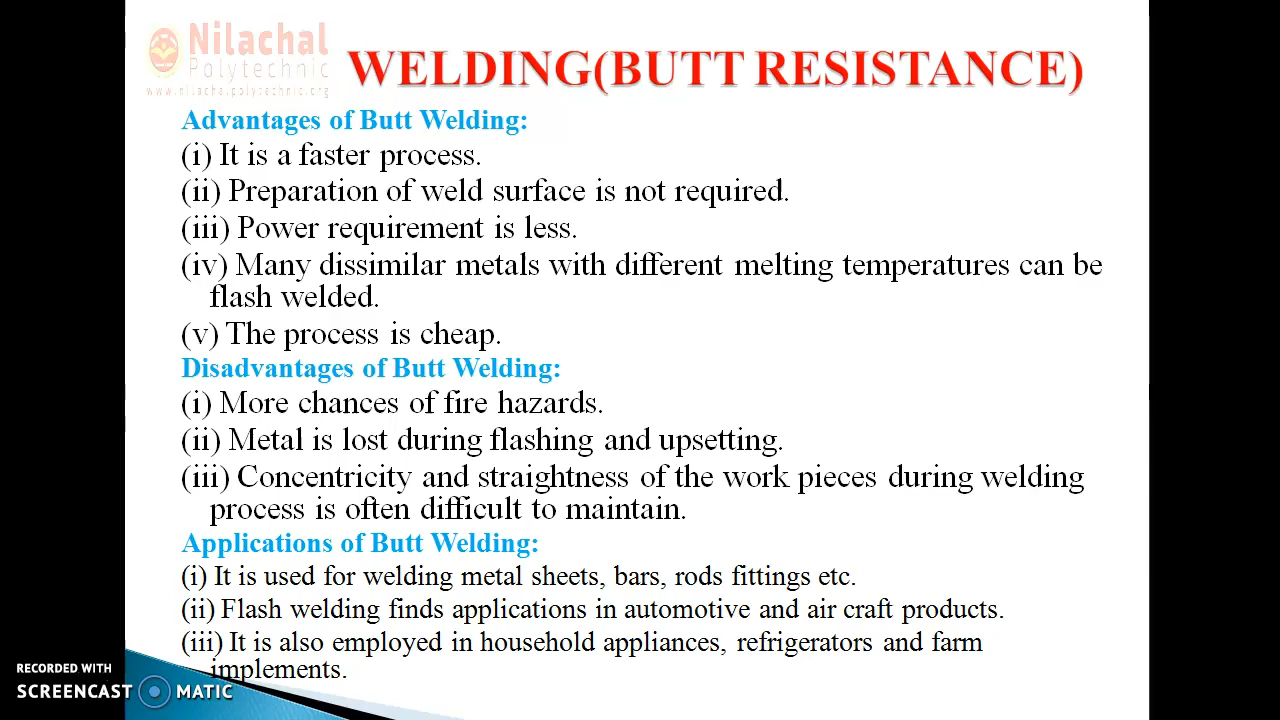 Nilachal
Polytechnic
www.nilachalpolytechnic.org
WELDING(BUTT RESISTANCE)
Advantages of Butt Welding:
(i) It is a faster process.
(ii) Preparation of weld surface is not required.
(iii) Power requirement is less.
(iv) Many dissimilar metals with different melting temperatures can be
flash welded.
(v) The process is cheap.
Disadvantages of Butt Welding:
(i) More chances of fire hazards.
(ii) Metal is lost during flashing and upsetting.
(iii) Concentricity and straightness of the work pieces during welding
process is often difficult to maintain.
Applications of Butt Welding:
(i) It is used for welding metal sheets, bars, rods fittings etc.
(ii) Flash welding finds applications in automotive and air craft products.
(iii) It is also employed in household appliances, refrigerators and farm
implements.
RECORDED WITH
SCREENCAST MATIC